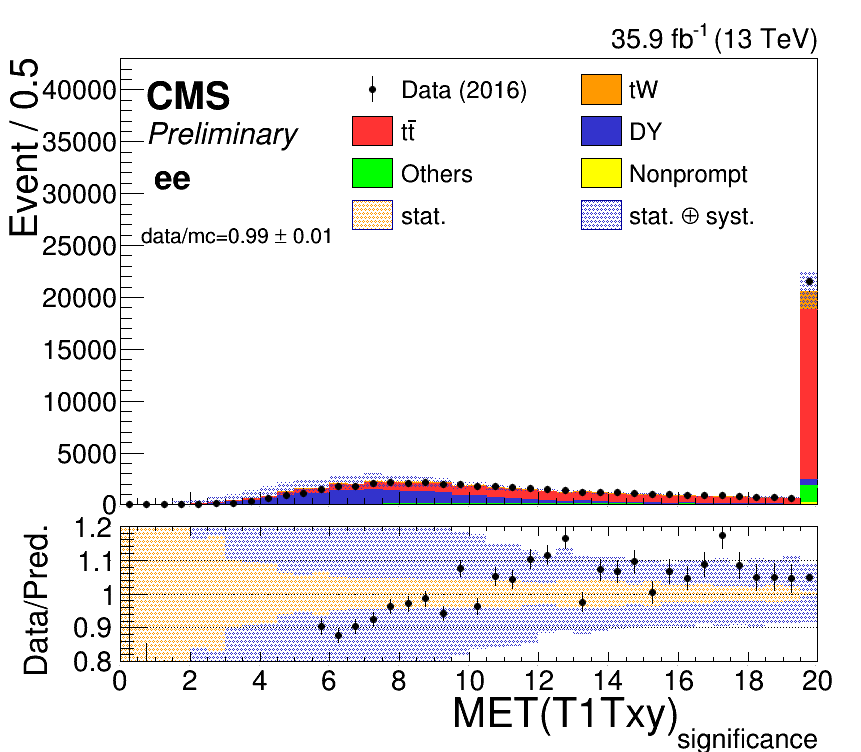 35.9 fb⁻¹ (13 TeV)
Event / 0.5
40000
35000
30000
25000
20000
15000
10000
5000
0
CMS
Preliminary
ee
data/mc=0.99 ± 0.01
Data (2016)
tW
tt̄
DY
Others
Nonprompt
stat.
stat. ⊕ syst.
Data/Pred.
1.2
1.1
1
0.9
0.8
0 2 4 6 8 10 12 14 16 18 20
MET(T1Txy)significance